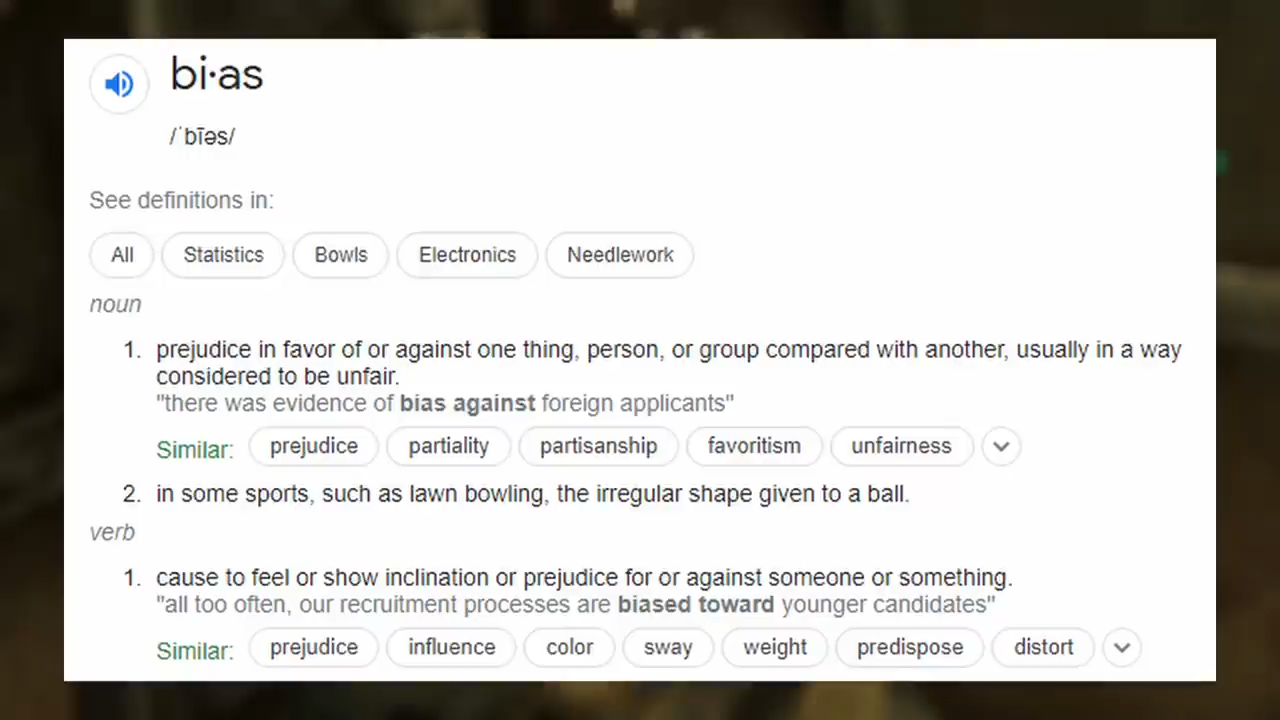 bi·as
/ˈbīəs/
See definitions in:
All Statistics Bowls Electronics Needlework
noun
1. prejudice in favor of or against one thing, person, or group compared with another, usually in a way
considered to be unfair.
"there was evidence of bias against foreign applicants"
Similar: prejudice partiality partisanship favoritism unfairness
2. in some sports, such as lawn bowling, the irregular shape given to a ball.
verb
1. cause to feel or show inclination or prejudice for or against someone or something.
"all too often, our recruitment processes are biased toward younger candidates"
Similar: prejudice influence color sway weight predispose distort